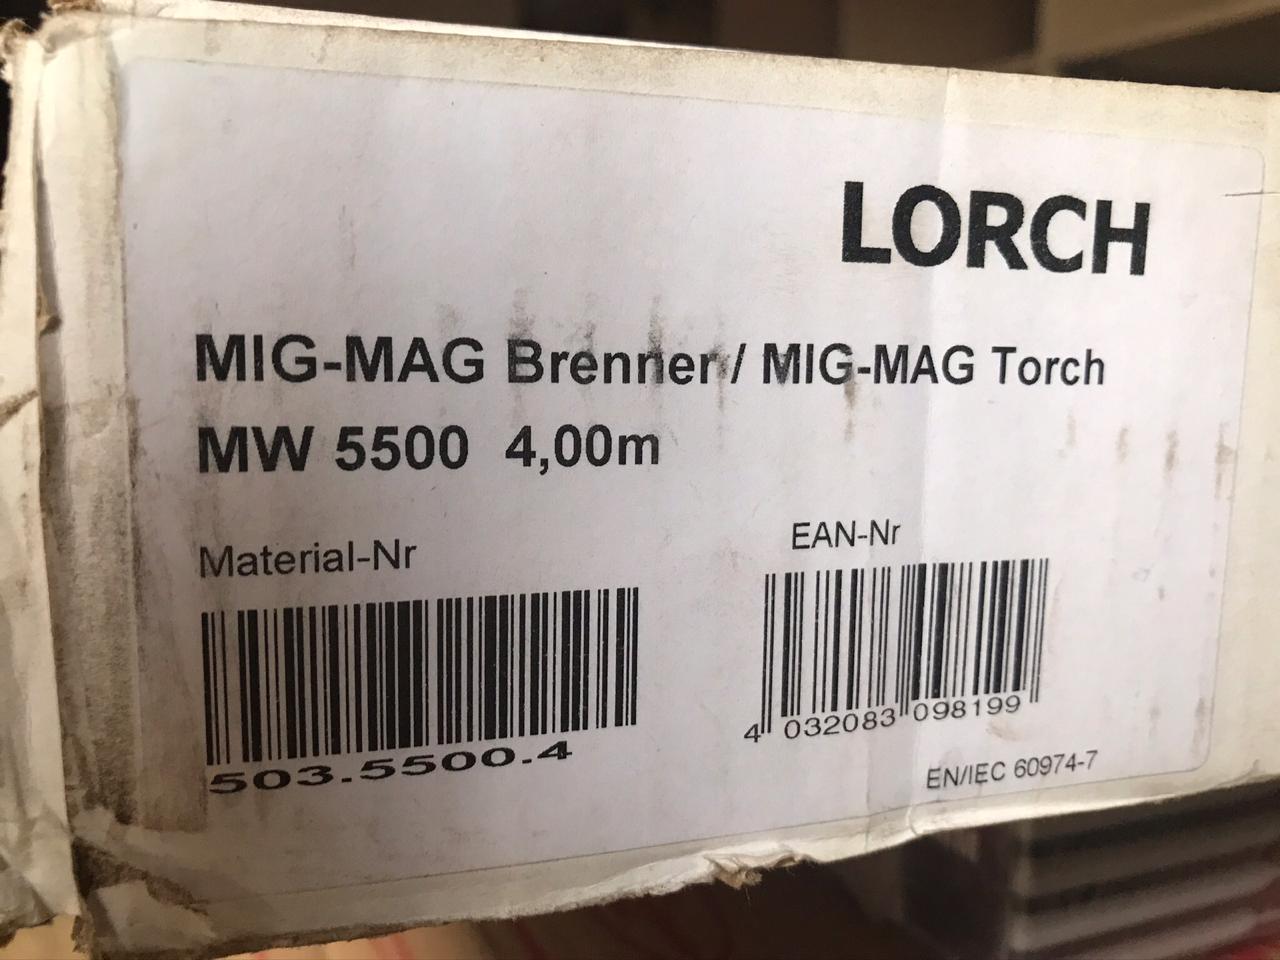 LORCH
MIG-MAG Brenner / MIG-MAG Torch
MW 5500 4,00m
Material-Nr
EAN-Nr
503.5500.4
4 032083 098199
EN/IEC 60974-7